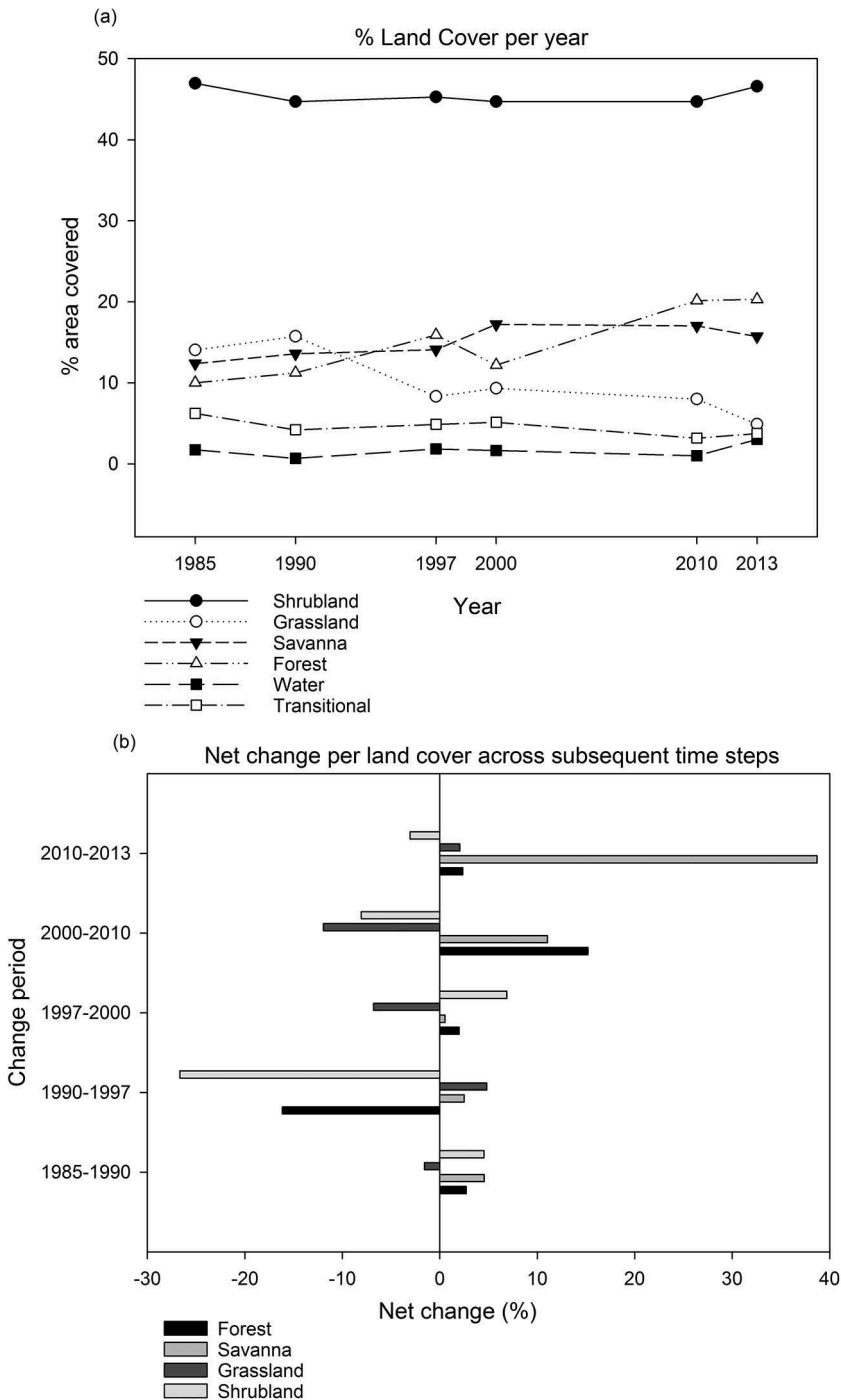 (a)
% Land Cover per year
50
40
30
20
10
0
% area covered
1985 1990 1997 2000 2010 2013
Year
Shrubland
Grassland
Savanna
Forest
Water
Transitional
(b)
Net change per land cover across subsequent time steps
2010-2013
2000-2010
1997-2000
1990-1997
1985-1990
Change period
-30 -20 -10 0 10 20 30 40
Net change (%)
Forest
Savanna
Grassland
Shrubland